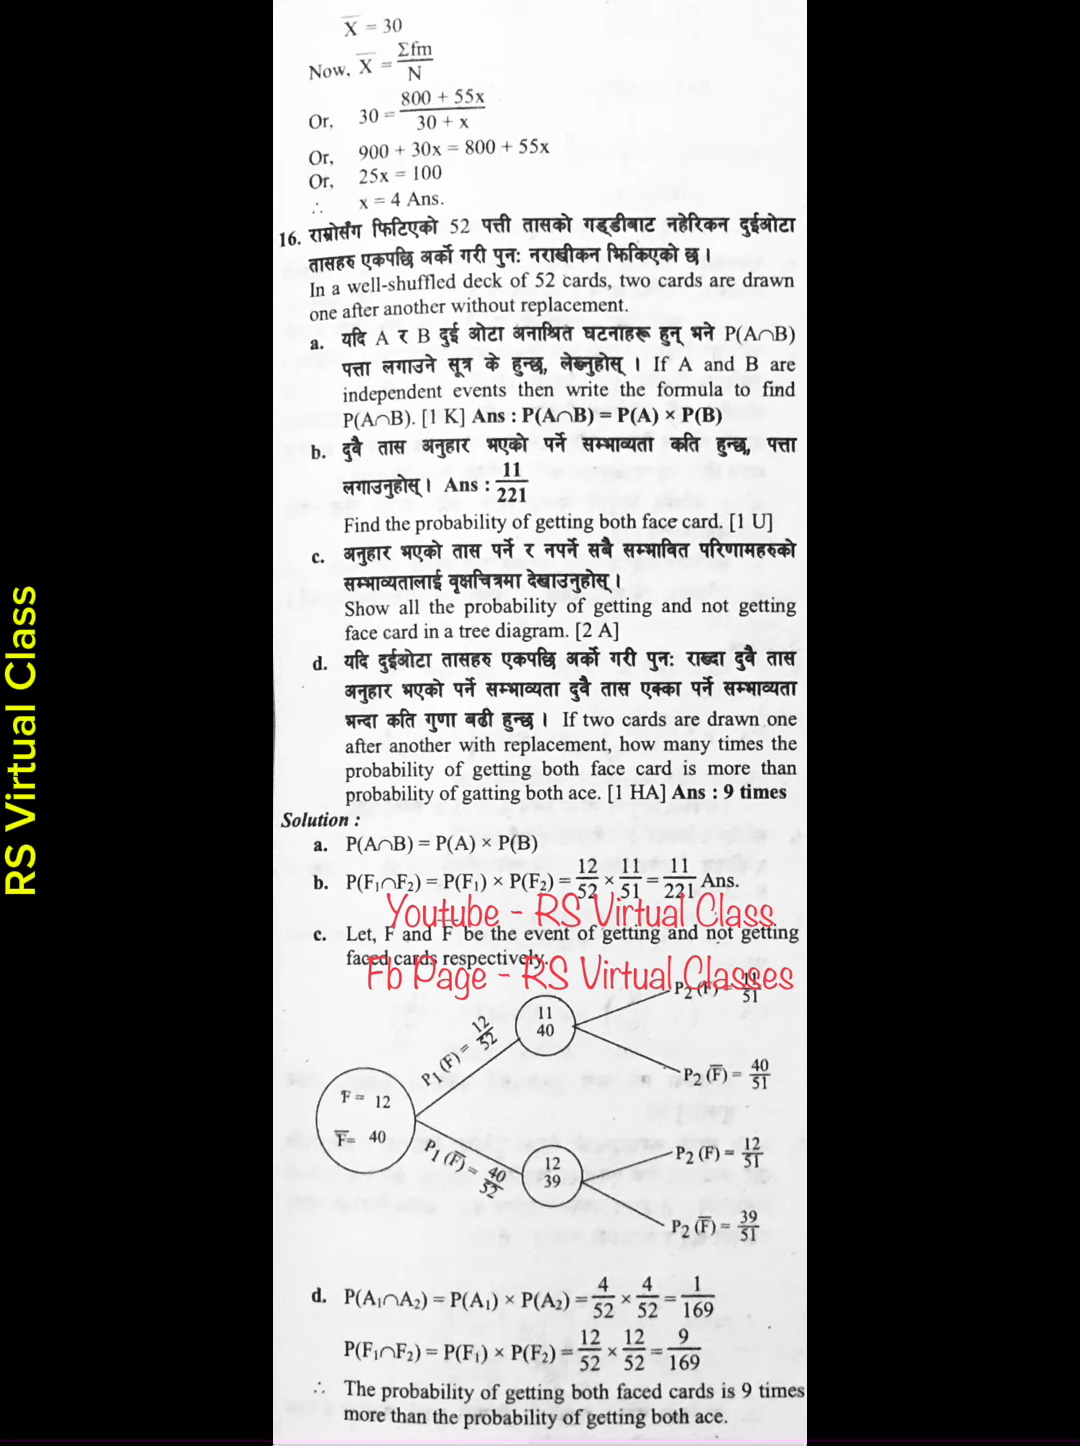 X̅ = 30
Now, X̅ = Σfm/N
Or, 30 = (800 + 55x)/(30 + x)
Or, 900 + 30x = 800 + 55x
Or, 25x = 100
∴ x = 4 Ans.
16. राम्रोसँग फिटिएको 52 पत्ती तासको गड्डीबाट नहेरिकन दुईओटा
तासहरु एकपछि अर्को गरी पुनः नराखीकन झिकिएको छ ।
In a well-shuffled deck of 52 cards, two cards are drawn
one after another without replacement.
a. यदि A र B दुई ओटा अनाश्रित घटनाहरू हुन् भने P(A∩B)
पत्ता लगाउने सूत्र के हुन्छ, लेख्नुहोस् । If A and B are
independent events then write the formula to find
P(A∩B). [1 K] Ans : P(A∩B) = P(A) × P(B)
b. दुवै तास अनुहार भएको पर्ने सम्भाव्यता कति हुन्छ, पत्ता
लगाउनुहोस् । Ans : 11/221
Find the probability of getting both face card. [1 U]
c. अनुहार भएको तास पर्ने र नपर्ने सबै सम्भावित परिणामहरुको
सम्भाव्यतालाई वृक्षचित्रमा देखाउनुहोस् ।
Show all the probability of getting and not getting
face card in a tree diagram. [2 A]
d. यदि दुईओटा तासहरु एकपछि अर्को गरी पुनः राख्दा दुवै तास
अनुहार भएको पर्ने सम्भाव्यता दुवै तास एक्का पर्ने सम्भाव्यता
भन्दा कति गुणा बढी हुन्छ । If two cards are drawn one
after another with replacement, how many times the
probability of getting both face card is more than
probability of gatting both ace. [1 HA] Ans : 9 times
Solution :
a. P(A∩B) = P(A) × P(B)
b. P(F₁∩F₂) = P(F₁) × P(F₂) = 12/52 × 11/51 = 11/221 Ans.
Youtube - RS Virtual Class
c. Let, F and F̅ be the event of getting and not getting
faced cards respectively.
Fb Page - RS Virtual Classes
P₂ (F) = 11/51
P₁ (F) = 12/52
11
40
P₂ (F̅) = 40/51
F = 12
F̅ = 40
P₁ (F̅) = 40/52
12
39
P₂ (F) = 12/51
P₂ (F̅) = 39/51
d. P(A₁∩A₂) = P(A₁) × P(A₂) = 4/52 × 4/52 = 1/169
P(F₁∩F₂) = P(F₁) × P(F₂) = 12/52 × 12/52 = 9/169
∴ The probability of getting both faced cards is 9 times
more than the probability of getting both ace.
RS Virtual Class